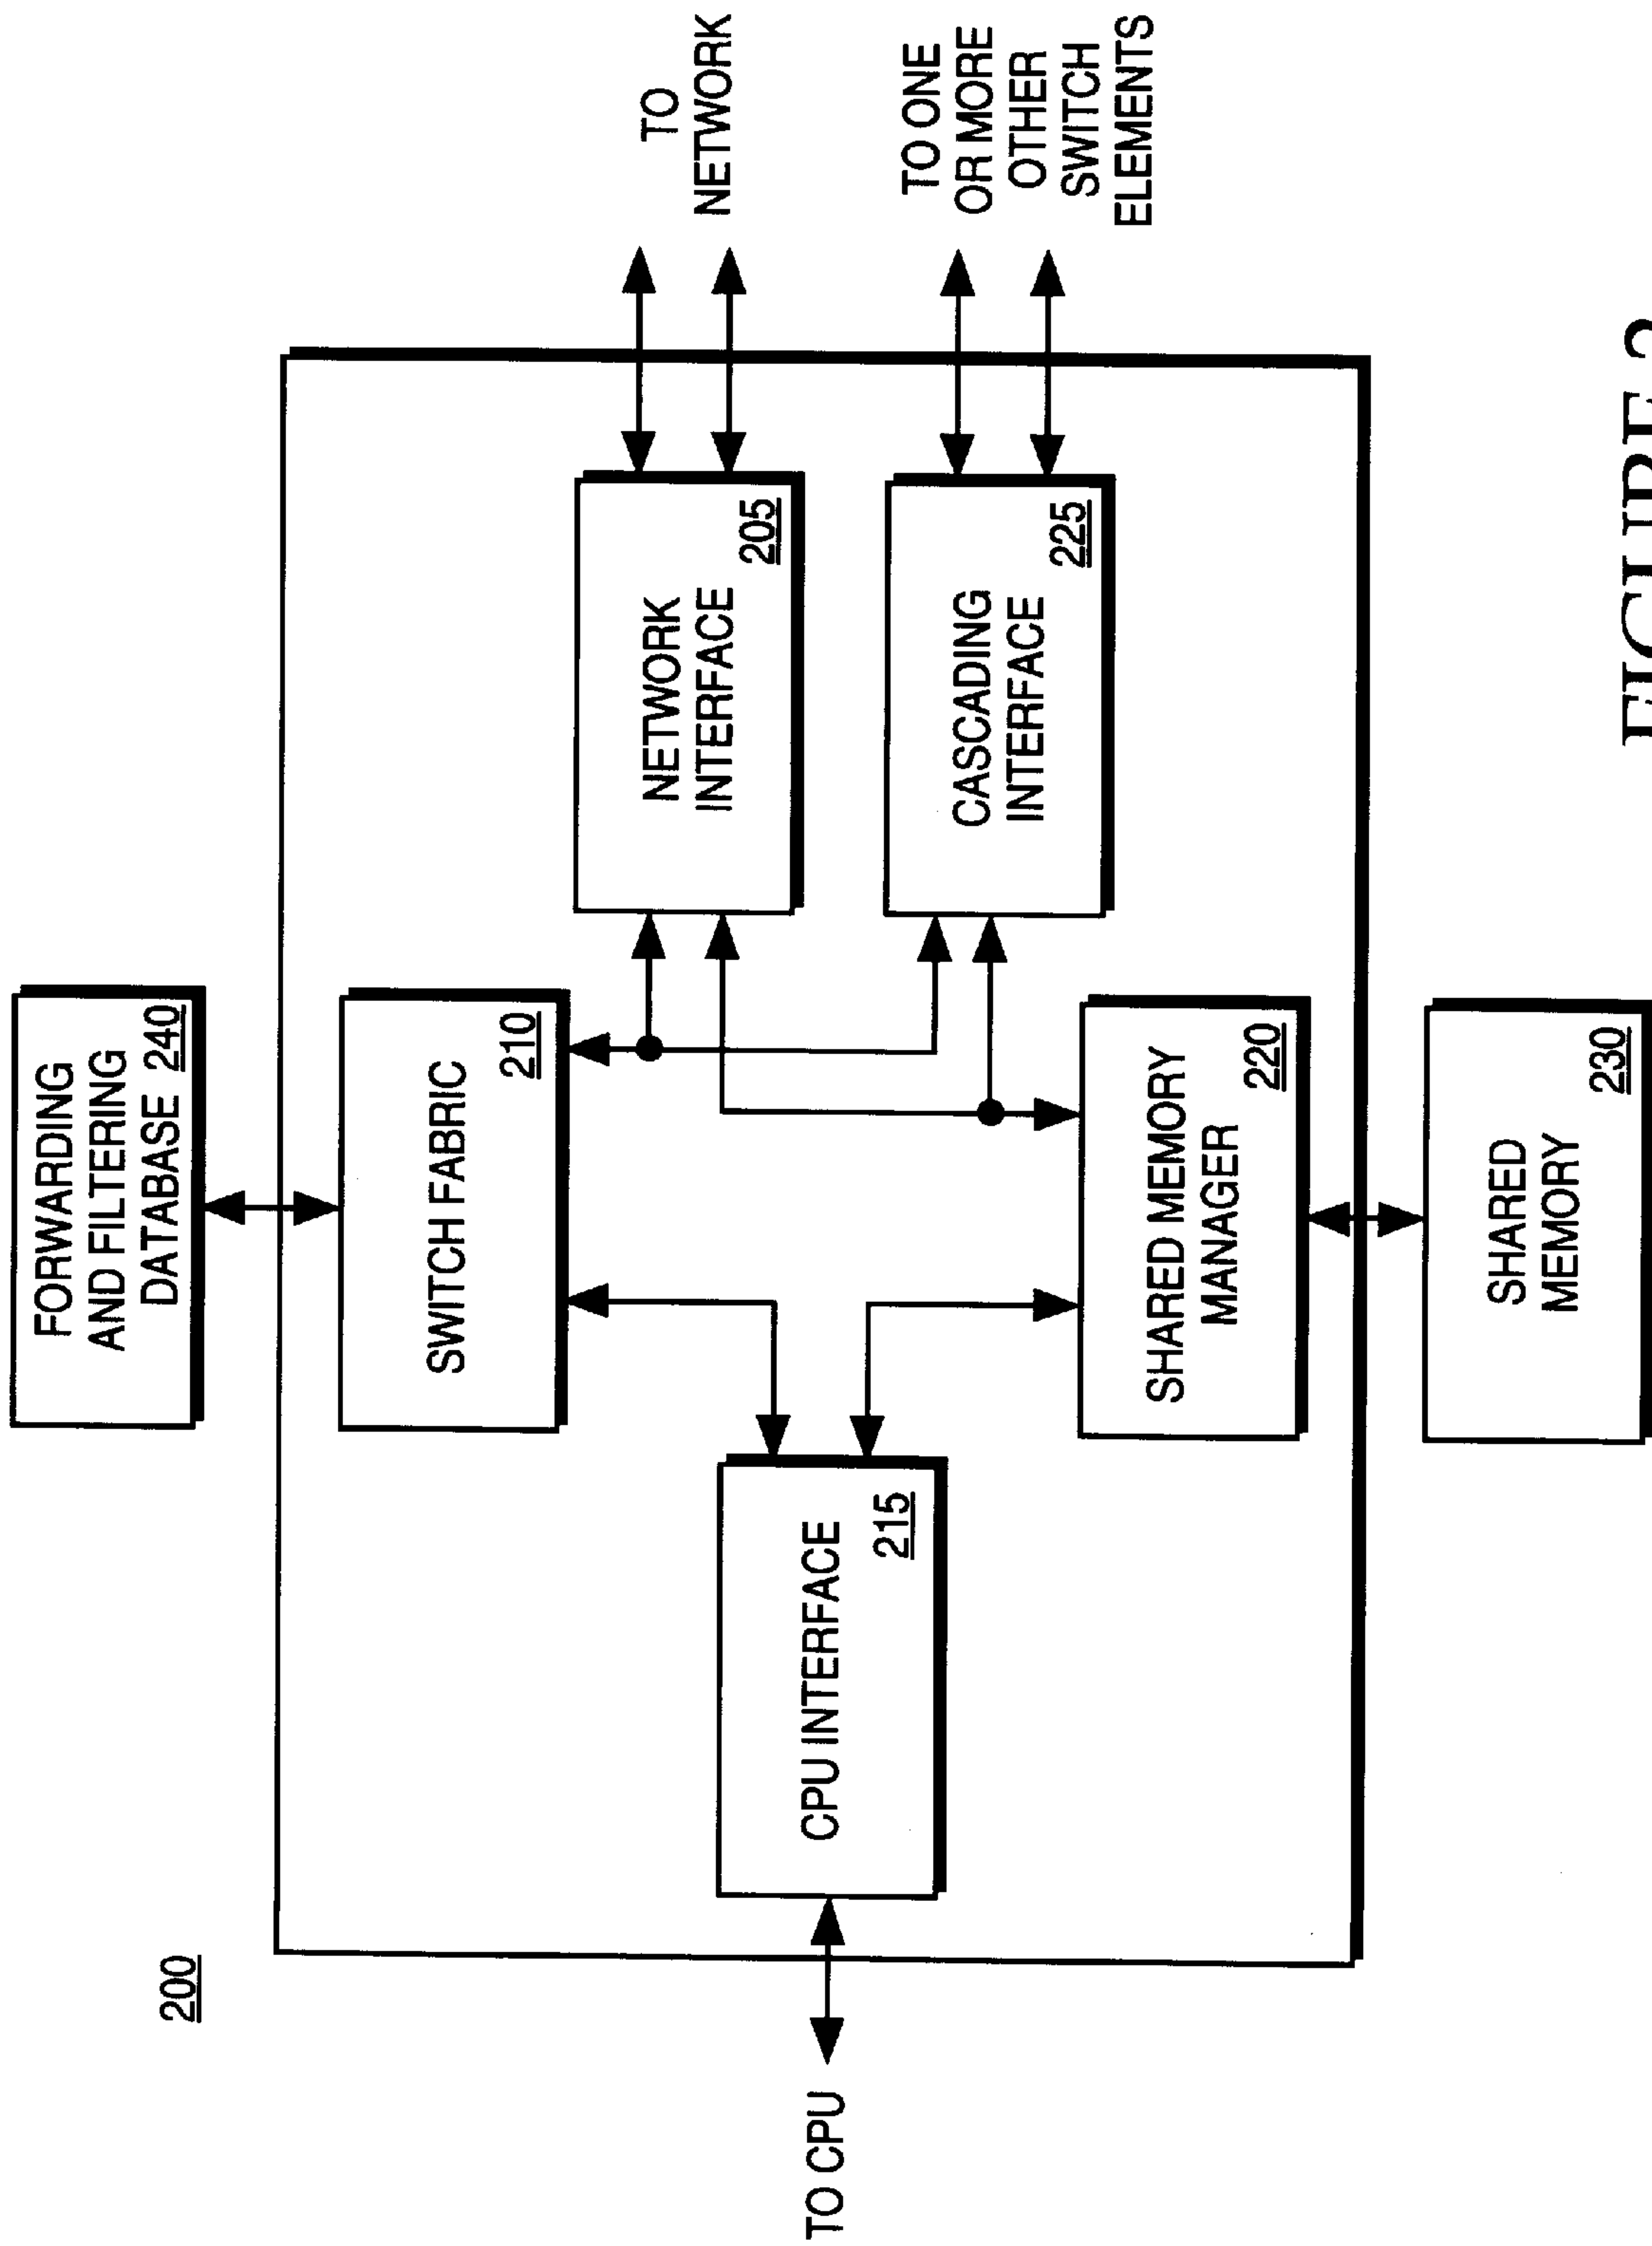 200
FORWARDING
AND FILTERING
DATABASE 240
SWITCH FABRIC
210
TO CPU
CPU INTERFACE
215
NETWORK
INTERFACE
205
TO
NETWORK
CASCADING
INTERFACE
225
TO ONE
OR MORE
OTHER
SWITCH
ELEMENTS
SHARED MEMORY
MANAGER
220
SHARED
MEMORY
230
FIGURE